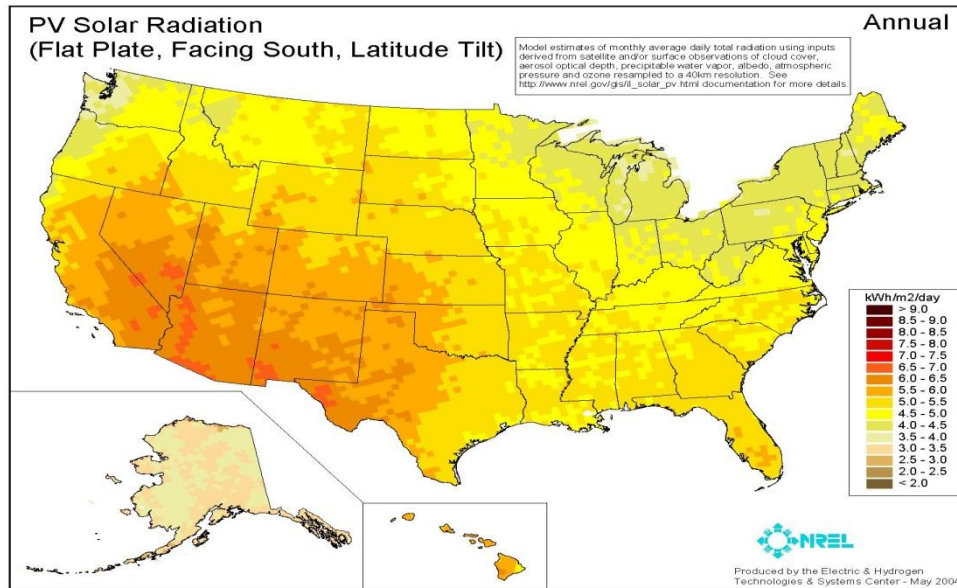 PV Solar Radiation
(Flat Plate, Facing South, Latitude Tilt)
Annual
Model estimates of monthly average daily total radiation using inputs
derived from satellite and/or surface observations of cloud cover,
aerosol optical depth, precipitable water vapor, albedo, atmospheric
pressure and ozone resampled to a 40km resolution. See
http://www.nrel.gov/gis/il_solar_pv.html documentation for more details.
kWh/m2/day
> 9.0
8.5 - 9.0
8.0 - 8.5
7.5 - 8.0
7.0 - 7.5
6.5 - 7.0
6.0 - 6.5
5.5 - 6.0
5.0 - 5.5
4.5 - 5.0
4.0 - 4.5
3.5 - 4.0
3.0 - 3.5
2.5 - 3.0
2.0 - 2.5
< 2.0
NREL
Produced by the Electric & Hydrogen
Technologies & Systems Center - May 2004